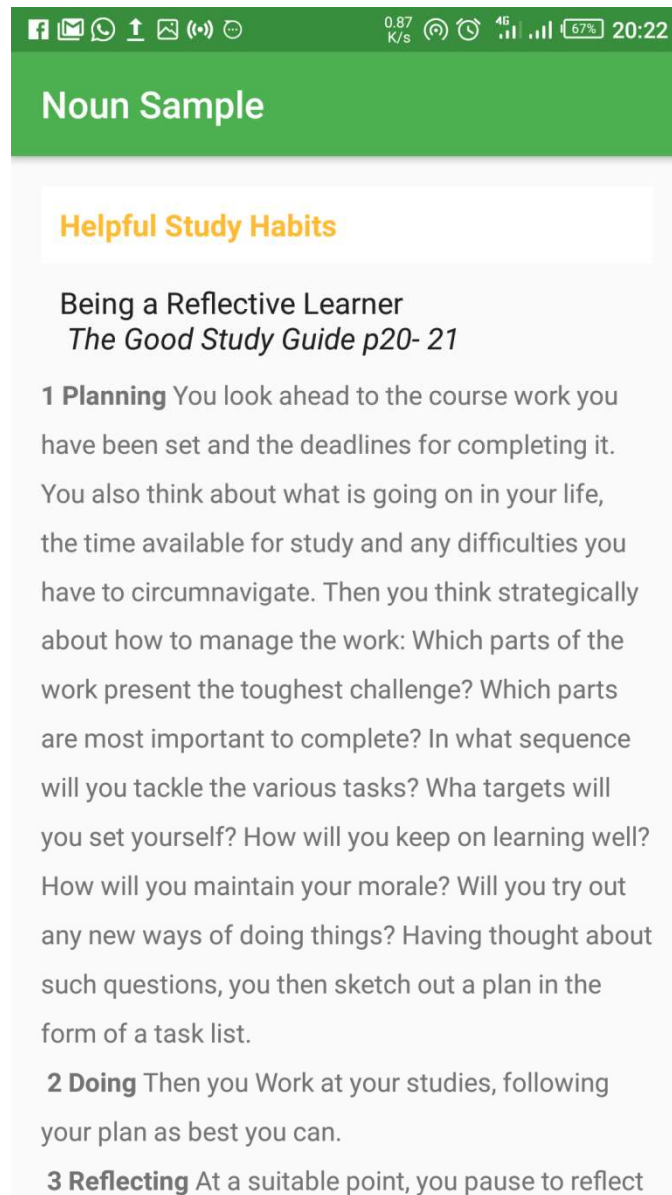 0.87 K/s 4G 67% 20:22
Noun Sample
Helpful Study Habits
Being a Reflective Learner
The Good Study Guide p20- 21
1 Planning You look ahead to the course work you
have been set and the deadlines for completing it.
You also think about what is going on in your life,
the time available for study and any difficulties you
have to circumnavigate. Then you think strategically
about how to manage the work: Which parts of the
work present the toughest challenge? Which parts
are most important to complete? In what sequence
will you tackle the various tasks? Wha targets will
you set yourself? How will you keep on learning well?
How will you maintain your morale? Will you try out
any new ways of doing things? Having thought about
such questions, you then sketch out a plan in the
form of a task list.
2 Doing Then you Work at your studies, following
your plan as best you can.
3 Reflecting At a suitable point, you pause to reflect